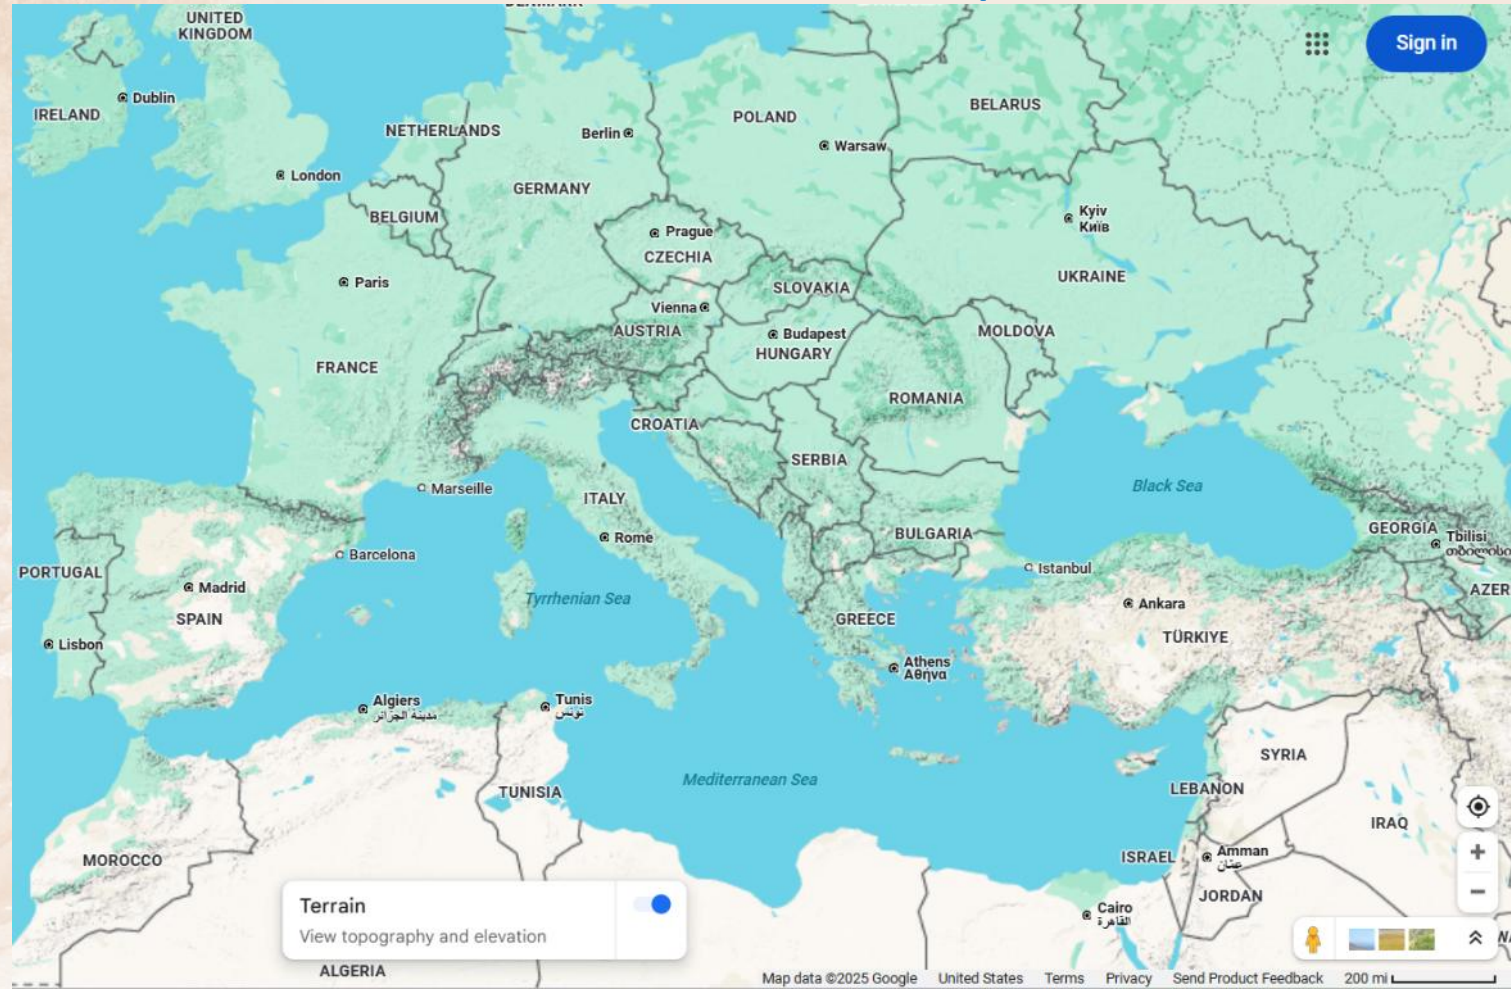 UNITED
KINGDOM
Sign in
IRELAND
Dublin
NETHERLANDS
Berlin
POLAND
BELARUS
Warsaw
London
GERMANY
BELGIUM
Kyiv
Київ
Prague
CZECHIA
Paris
UKRAINE
SLOVAKIA
Vienna
AUSTRIA
Budapest
HUNGARY
MOLDOVA
FRANCE
ROMANIA
CROATIA
SERBIA
Marseille
ITALY
Black Sea
BULGARIA
GEORGIA
Tbilisi
Rome
Barcelona
Istanbul
PORTUGAL
Madrid
Tyrrhenian Sea
AZER
Ankara
SPAIN
GREECE
TÜRKIYE
Lisbon
Athens
Αθήνα
Algiers
مدينة الجزائر
Tunis
تونس
SYRIA
Mediterranean Sea
TUNISIA
LEBANON
IRAQ
MOROCCO
ISRAEL
Amman
عمّان
JORDAN
Terrain
View topography and elevation
Cairo
القاهرة
ALGERIA
Map data ©2025 Google United States Terms Privacy Send Product Feedback 200 mi